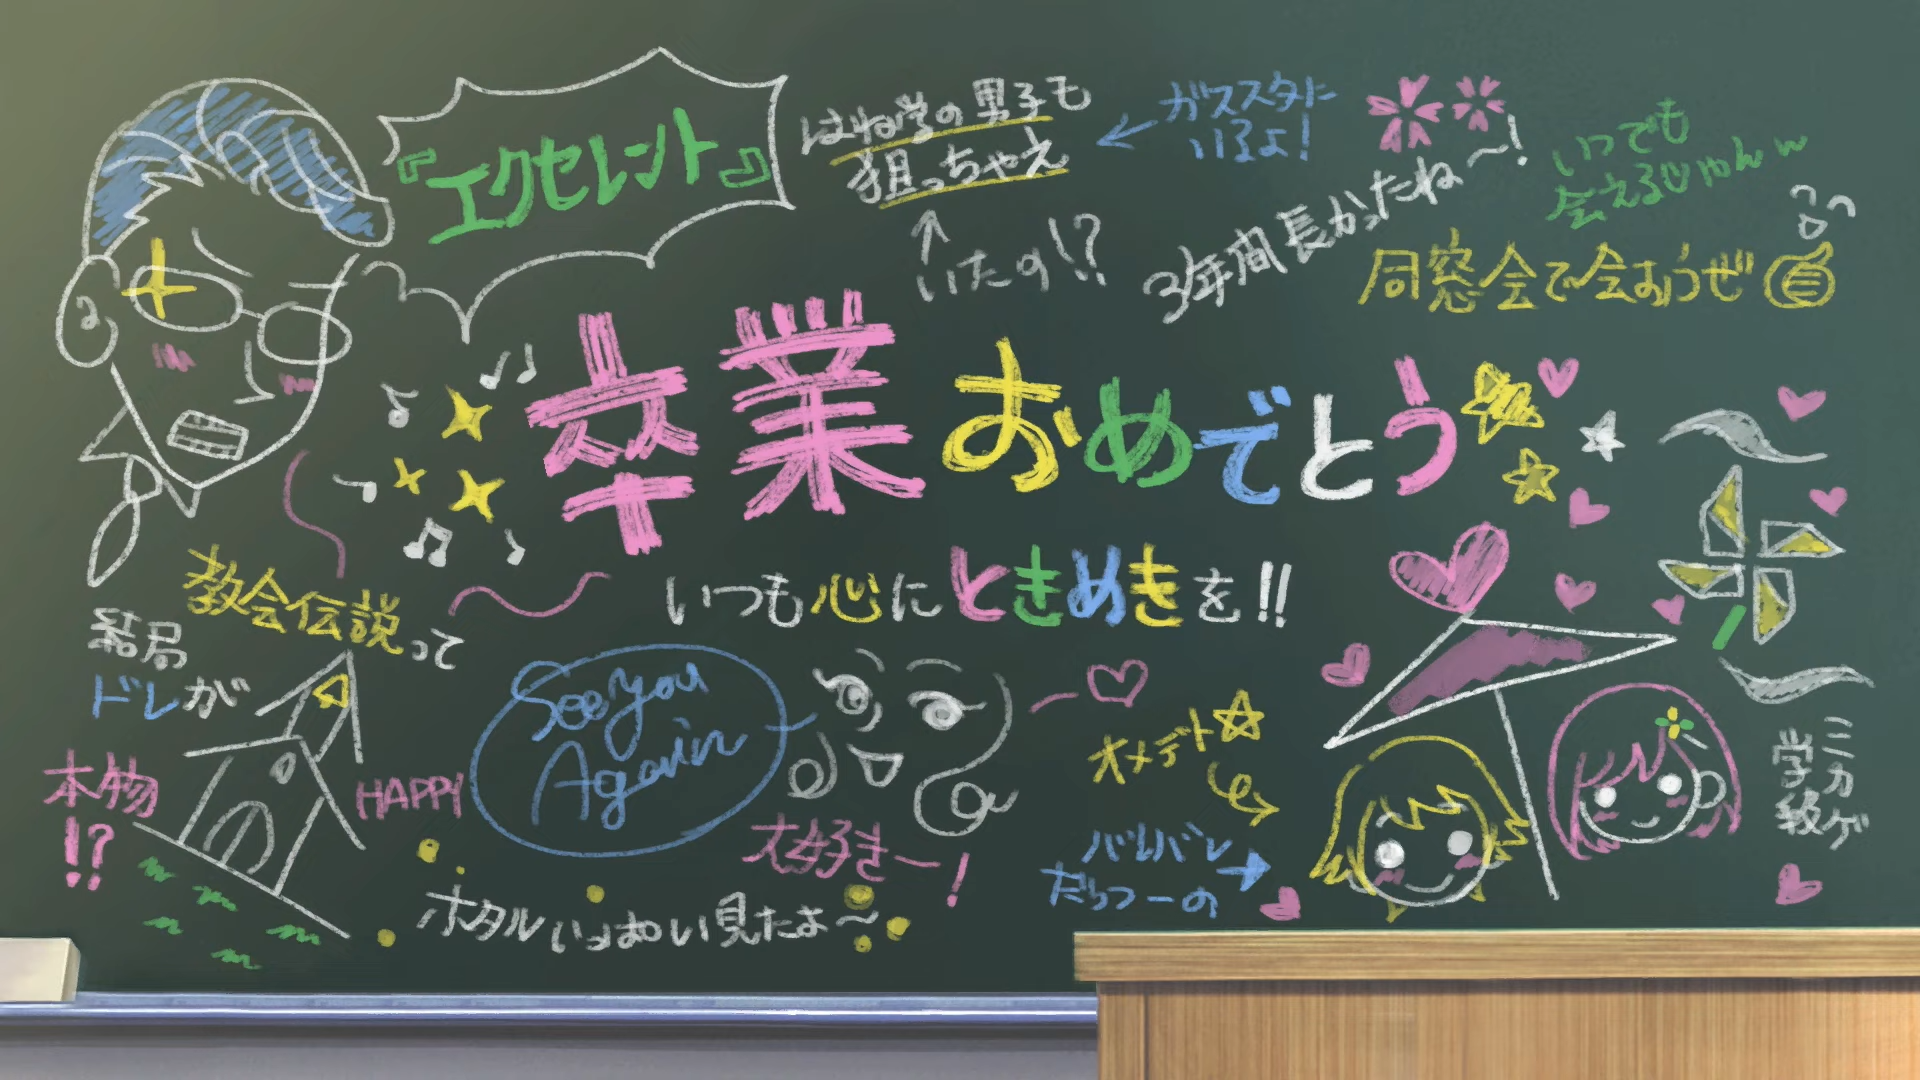 『エクセレント』
はね学の男子も
狙っちゃえ
←ガススタに
いるよ!
↑
いたの!?
3年間長かったね〜!
いつでも
会えるじゃんw
同窓会で会おうぜ
卒業おめでとう
いつも心にときめきを!!
教会伝説って
結局
ドレが
本物
!?
HAPPY
See you
Again
大好きー!
ホタルいっぱい見たよ〜
オメデト☆
バレバレ
だっつーの
二ガケ
学級